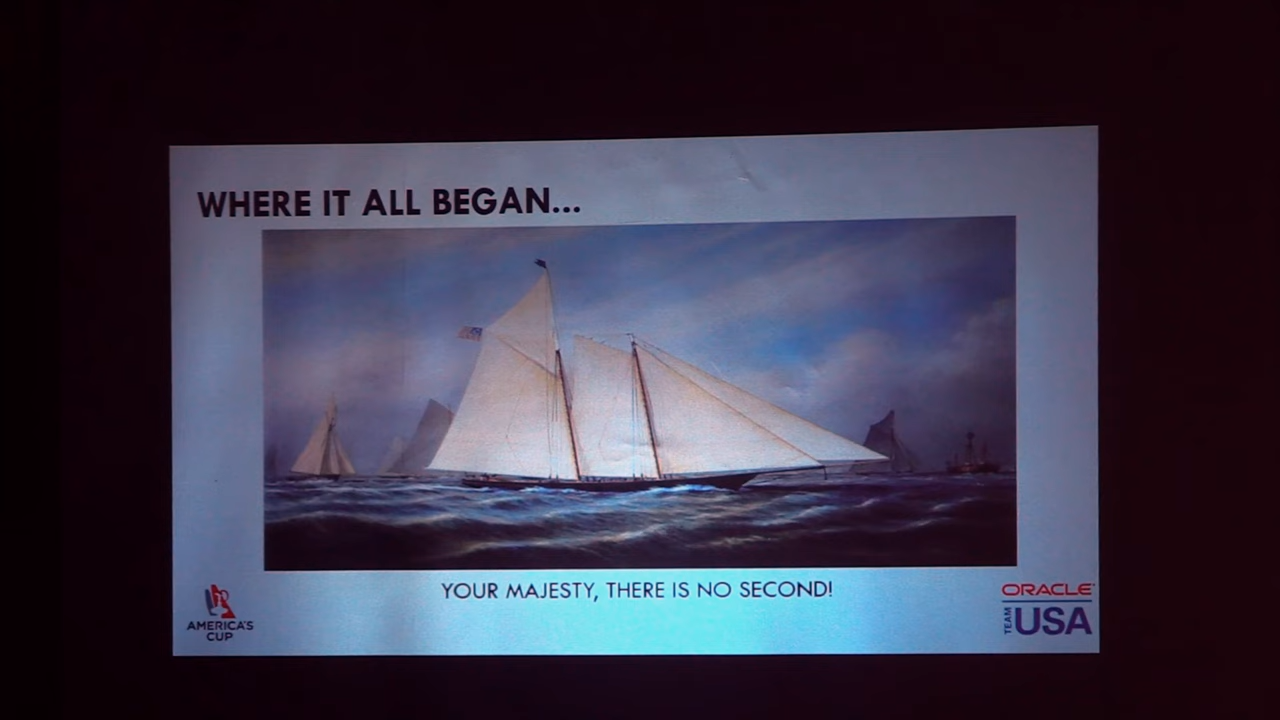 WHERE IT ALL BEGAN...
YOUR MAJESTY, THERE IS NO SECOND!
AMERICA'S
CUP
ORACLE
TEAM
USA